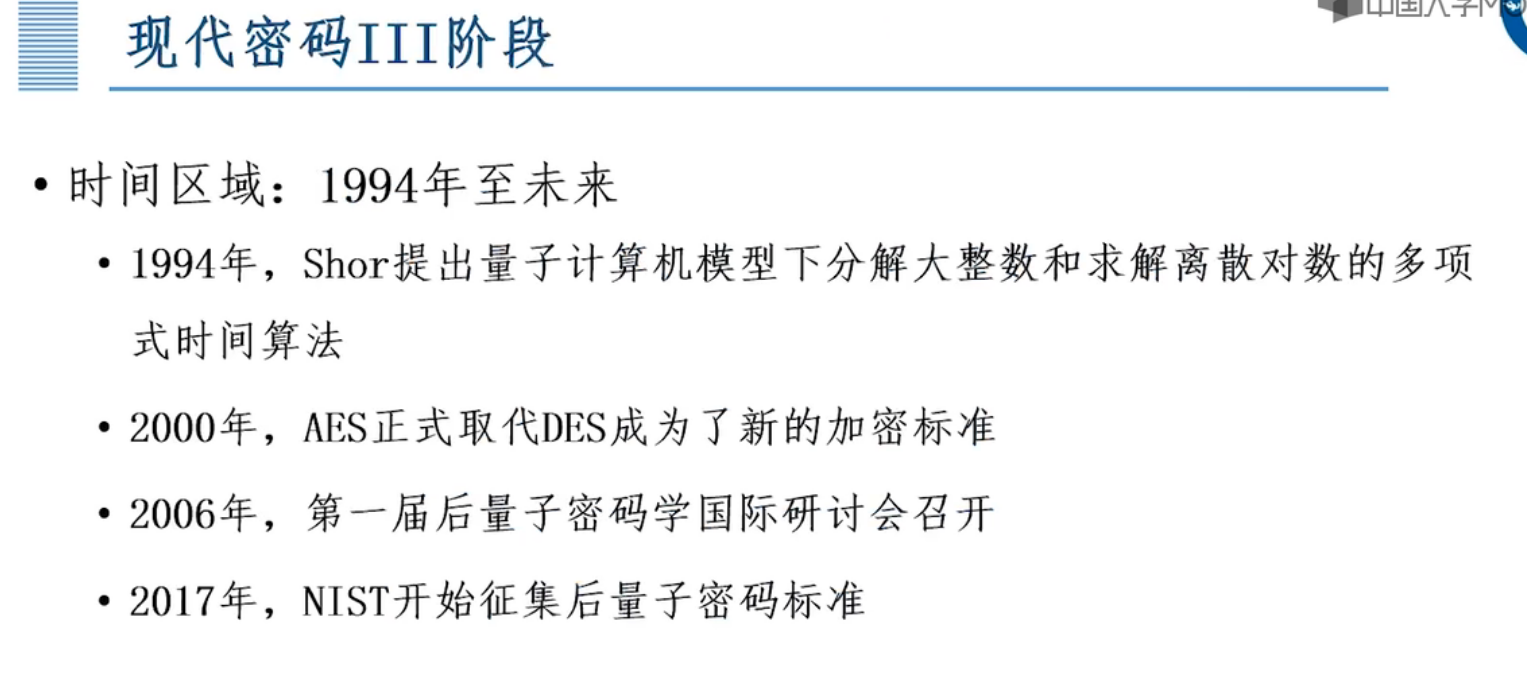 现代密码III阶段
• 时间区域：1994年至未来
• 1994年，Shor提出量子计算机模型下分解大整数和求解离散对数的多项
式时间算法
• 2000年，AES正式取代DES成为了新的加密标准
• 2006年，第一届后量子密码学国际研讨会召开
• 2017年，NIST开始征集后量子密码标准